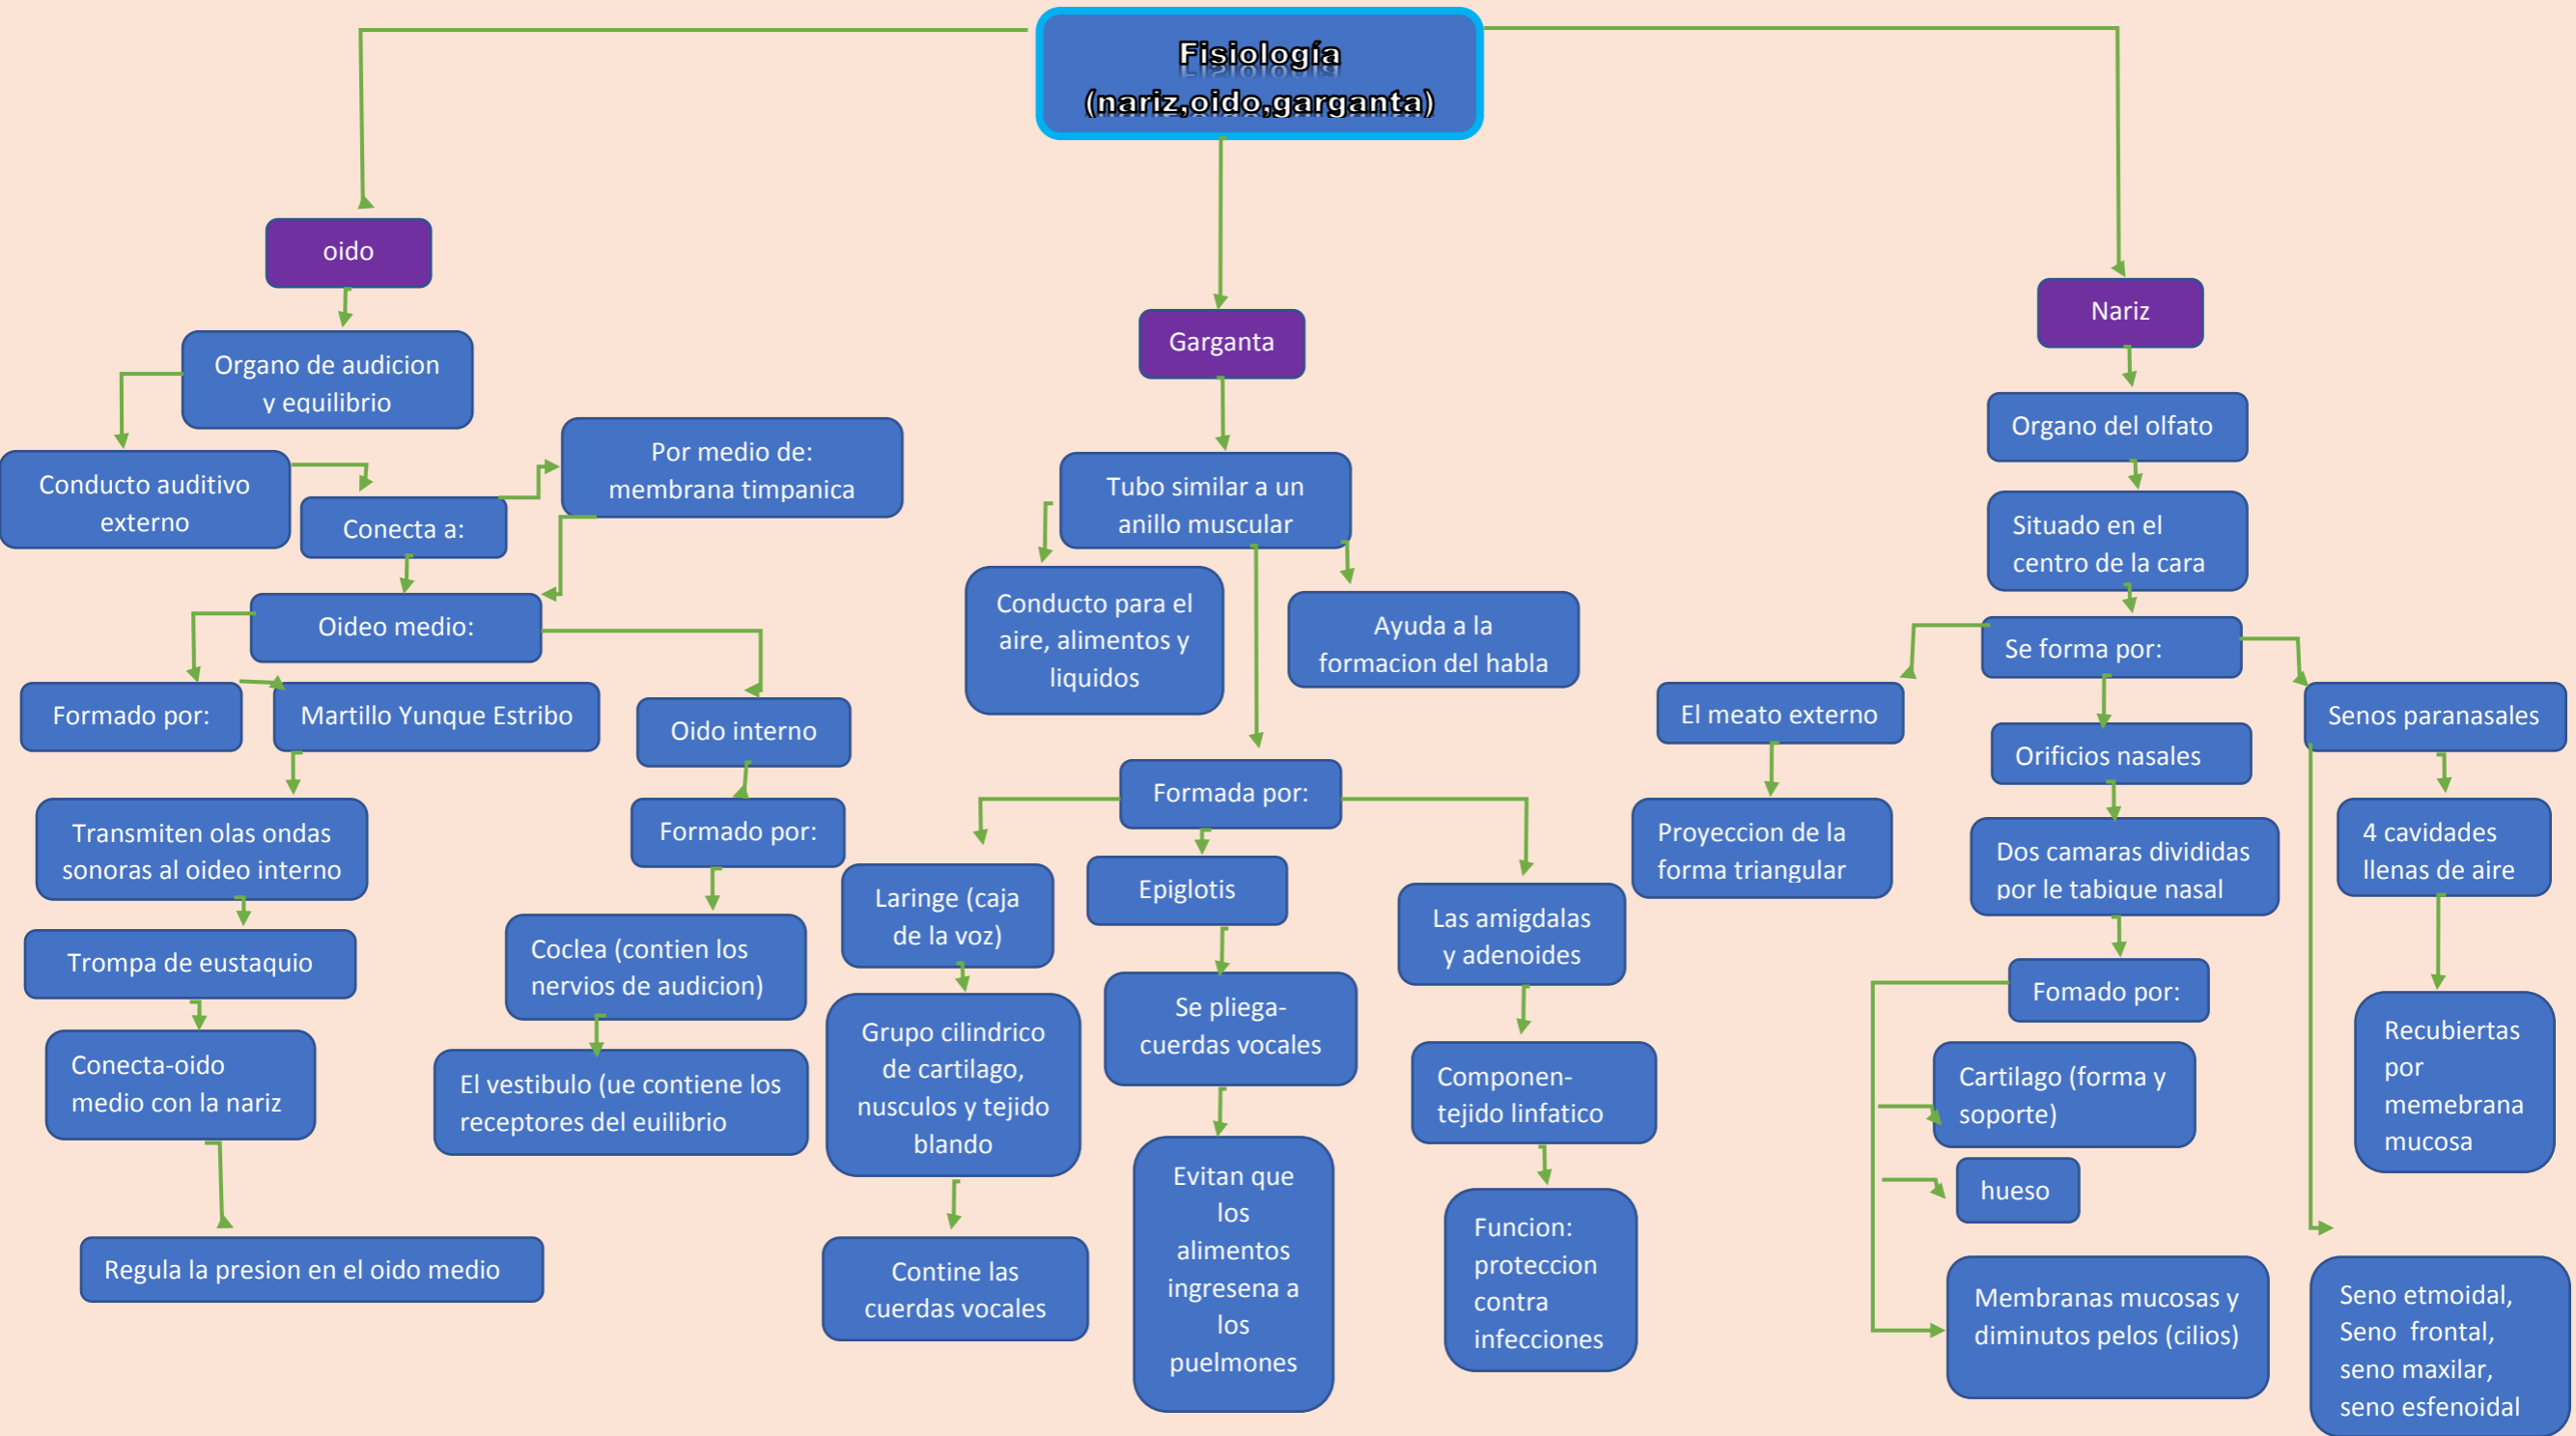 Fisiología
(nariz,oido,garganta)
oido
Organo de audicion
y equilibrio
Conducto auditivo
externo
Conecta a:
Por medio de:
membrana timpanica
Oideo medio:
Formado por:
Martillo Yunque Estribo
Transmiten olas ondas
sonoras al oideo interno
Trompa de eustaquio
Conecta-oido
medio con la nariz
Regula la presion en el oido medio
Oido interno
Formado por:
Coclea (contien los
nervios de audicion)
El vestibulo (ue contiene los
receptores del euilibrio
Garganta
Tubo similar a un
anillo muscular
Conducto para el
aire, alimentos y
liquidos
Ayuda a la
formacion del habla
Formada por:
Laringe (caja
de la voz)
Grupo cilindrico
de cartilago,
nusculos y tejido
blando
Contine las
cuerdas vocales
Epiglotis
Se pliega-
cuerdas vocales
Evitan que
los
alimentos
ingresena a
los
puelmones
Las amigdalas
y adenoides
Componen-
tejido linfatico
Funcion:
proteccion
contra
infecciones
Nariz
Organo del olfato
Situado en el
centro de la cara
Se forma por:
El meato externo
Proyeccion de la
forma triangular
Orificios nasales
Dos camaras divididas
por le tabique nasal
Fomado por:
Cartilago (forma y
soporte)
hueso
Membranas mucosas y
diminutos pelos (cilios)
Senos paranasales
4 cavidades
llenas de aire
Recubiertas
por
memebrana
mucosa
Seno etmoidal,
Seno  frontal,
seno maxilar,
seno esfenoidal